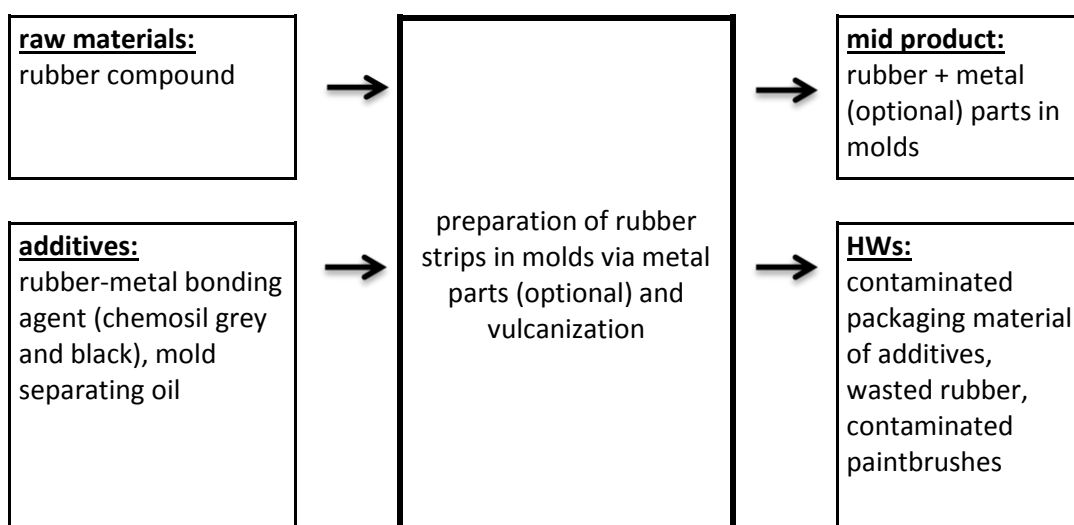 raw materials:
rubber compound
additives:
rubber-metal bonding
agent (chemosil grey
and black), mold
separating oil
preparation of rubber
strips in molds via metal
parts (optional) and
vulcanization
mid product:
rubber + metal
(optional) parts in
molds
HWs:
contaminated
packaging material
of additives,
wasted rubber,
contaminated
paintbrushes